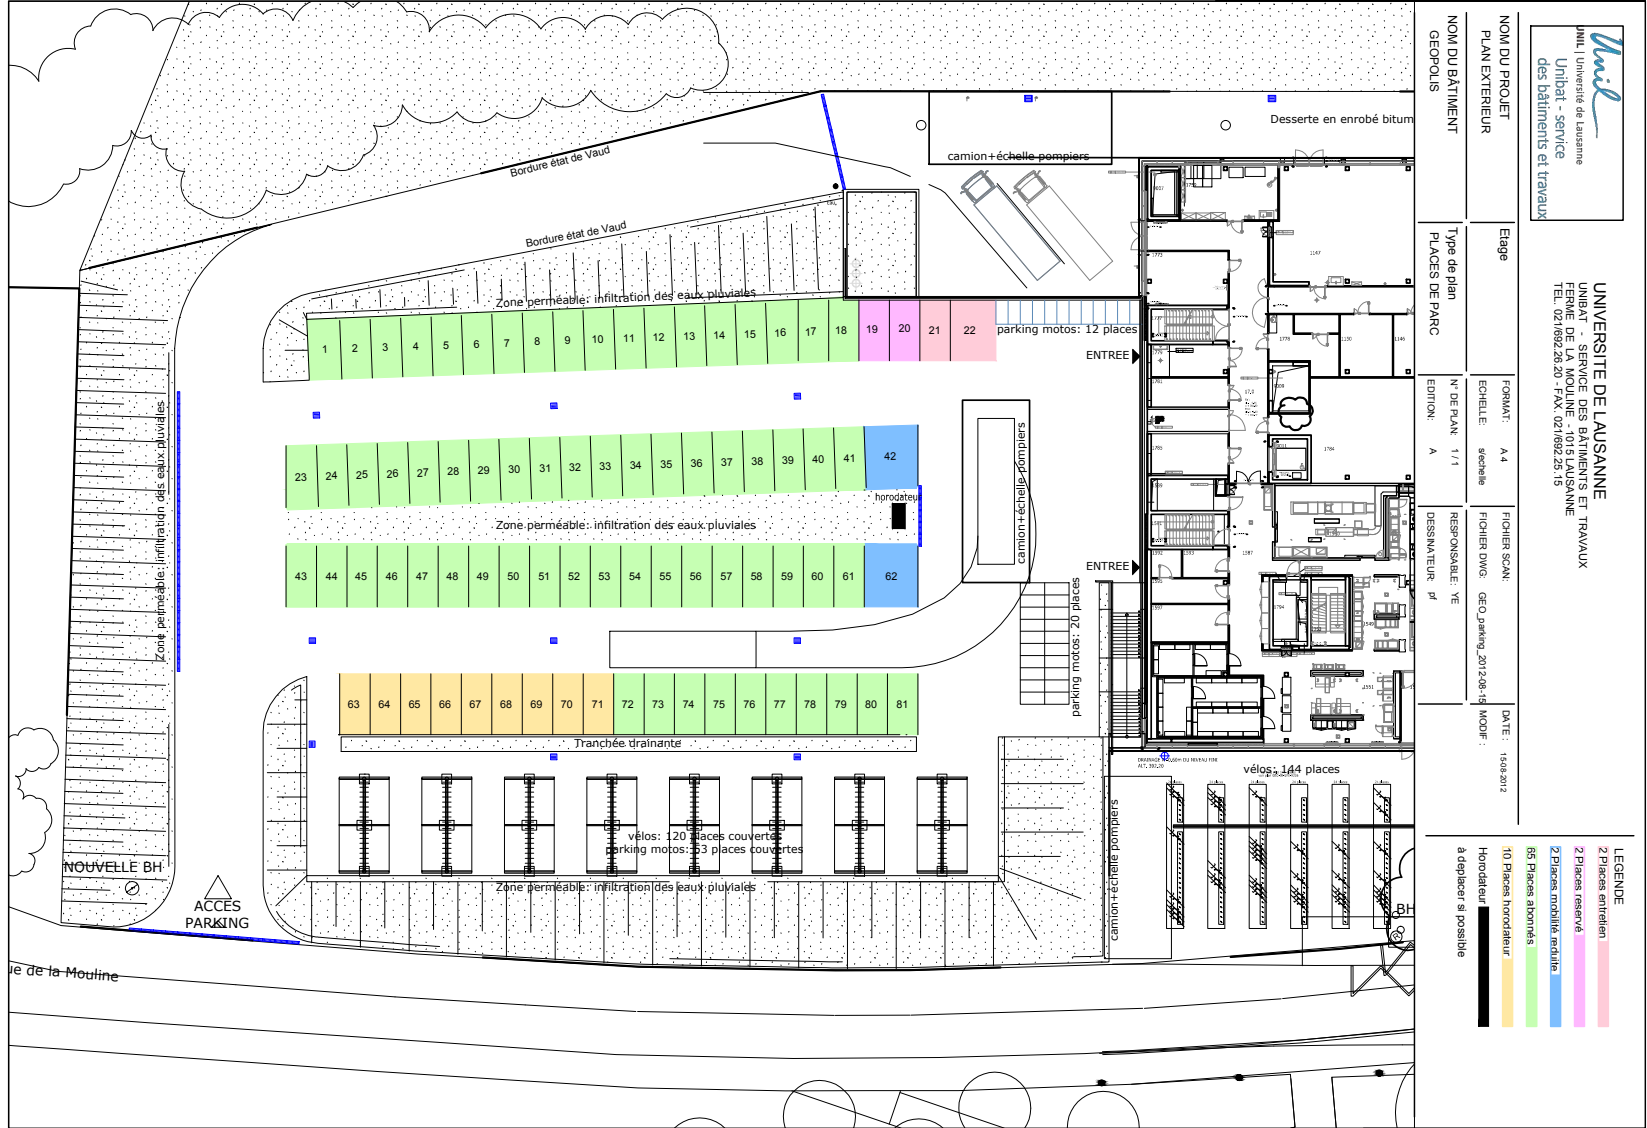 Unil
UNIL | Université de Lausanne
Unibat - service
des bâtiments et travaux
UNIVERSITE DE LAUSANNE
UNIBAT - SERVICE DES BÂTIMENTS ET TRAVAUX
FERME DE LA MOULINE - 1015 LAUSANNE
TEL. 021/692.26.20 - FAX. 021/692.25.15
NOM DU PROJET
PLAN EXTERIEUR
NOM DU BÂTIMENT
GEOPOLIS
Etage
Type de plan
PLACES DE PARC
FORMAT: A 4
ECHELLE: s/echelle
N° DE PLAN: 1 / 1
EDITION: A
FICHIER SCAN:
FICHIER DWG: GEO_parking_2012-08-15
RESPONSABLE: YE
DESSINATEUR: pf
DATE: 15-08-2012
MODIF:
LEGENDE
2 Places entretien
2 Places reservé
2 Places mobilité reduite
65 Places abonnés
10 Places horodateur
Horodateur
à deplacer si possible
Desserte en enrobé bitum
camion+échelle pompiers
Bordure état de Vaud
Bordure état de Vaud
Zone perméable: infiltration des eaux pluviales
1 2 3 4 5 6 7 8 9 10 11 12 13 14 15 16 17 18 19 20 21 22
parking motos: 12 places
ENTREE
23 24 25 26 27 28 29 30 31 32 33 34 35 36 37 38 39 40 41 42
horodateur
Zone perméable: infiltration des eaux pluviales
camion+échelle pompiers
Zone perméable: infiltration des eaux pluviales
43 44 45 46 47 48 49 50 51 52 53 54 55 56 57 58 59 60 61 62
ENTREE
parking motos: 20 places
63 64 65 66 67 68 69 70 71 72 73 74 75 76 77 78 79 80 81
Tranchée drainante
vélos: 144 places
vélos: 120 places couvertes
parking motos: 53 places couvertes
camion+échelle pompiers
Zone perméable: infiltration des eaux pluviales
NOUVELLE BH
ACCES
PARKING
BH
ue de la Mouline